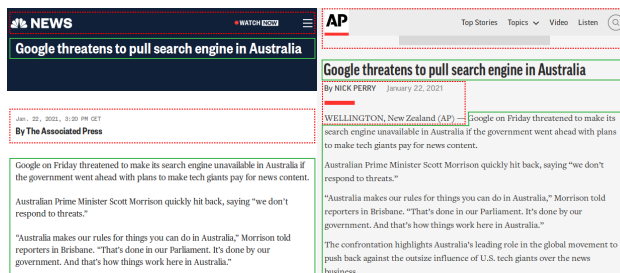 NEWS
WATCH NOW
Google threatens to pull search engine in Australia
Jan. 22, 2021, 3:20 PM CET
By The Associated Press
Google on Friday threatened to make its search engine unavailable in Australia if
the government went ahead with plans to make tech giants pay for news content.
Australian Prime Minister Scott Morrison quickly hit back, saying “we don’t
respond to threats.”
“Australia makes our rules for things you can do in Australia,” Morrison told
reporters in Brisbane. “That’s done in our Parliament. It’s done by our
government. And that’s how things work here in Australia.”
AP
Top Stories Topics Video Listen
Google threatens to pull search engine in Australia
By NICK PERRY January 22, 2021
WELLINGTON, New Zealand (AP) — Google on Friday threatened to make its
search engine unavailable in Australia if the government went ahead with plans
to make tech giants pay for news content.
Australian Prime Minister Scott Morrison quickly hit back, saying “we don’t
respond to threats.”
“Australia makes our rules for things you can do in Australia,” Morrison told
reporters in Brisbane. “That’s done in our Parliament. It’s done by our
government. And that’s how things work here in Australia.”
The confrontation highlights Australia’s leading role in the global movement to
push back against the outsize influence of U.S. tech giants over the news
business.